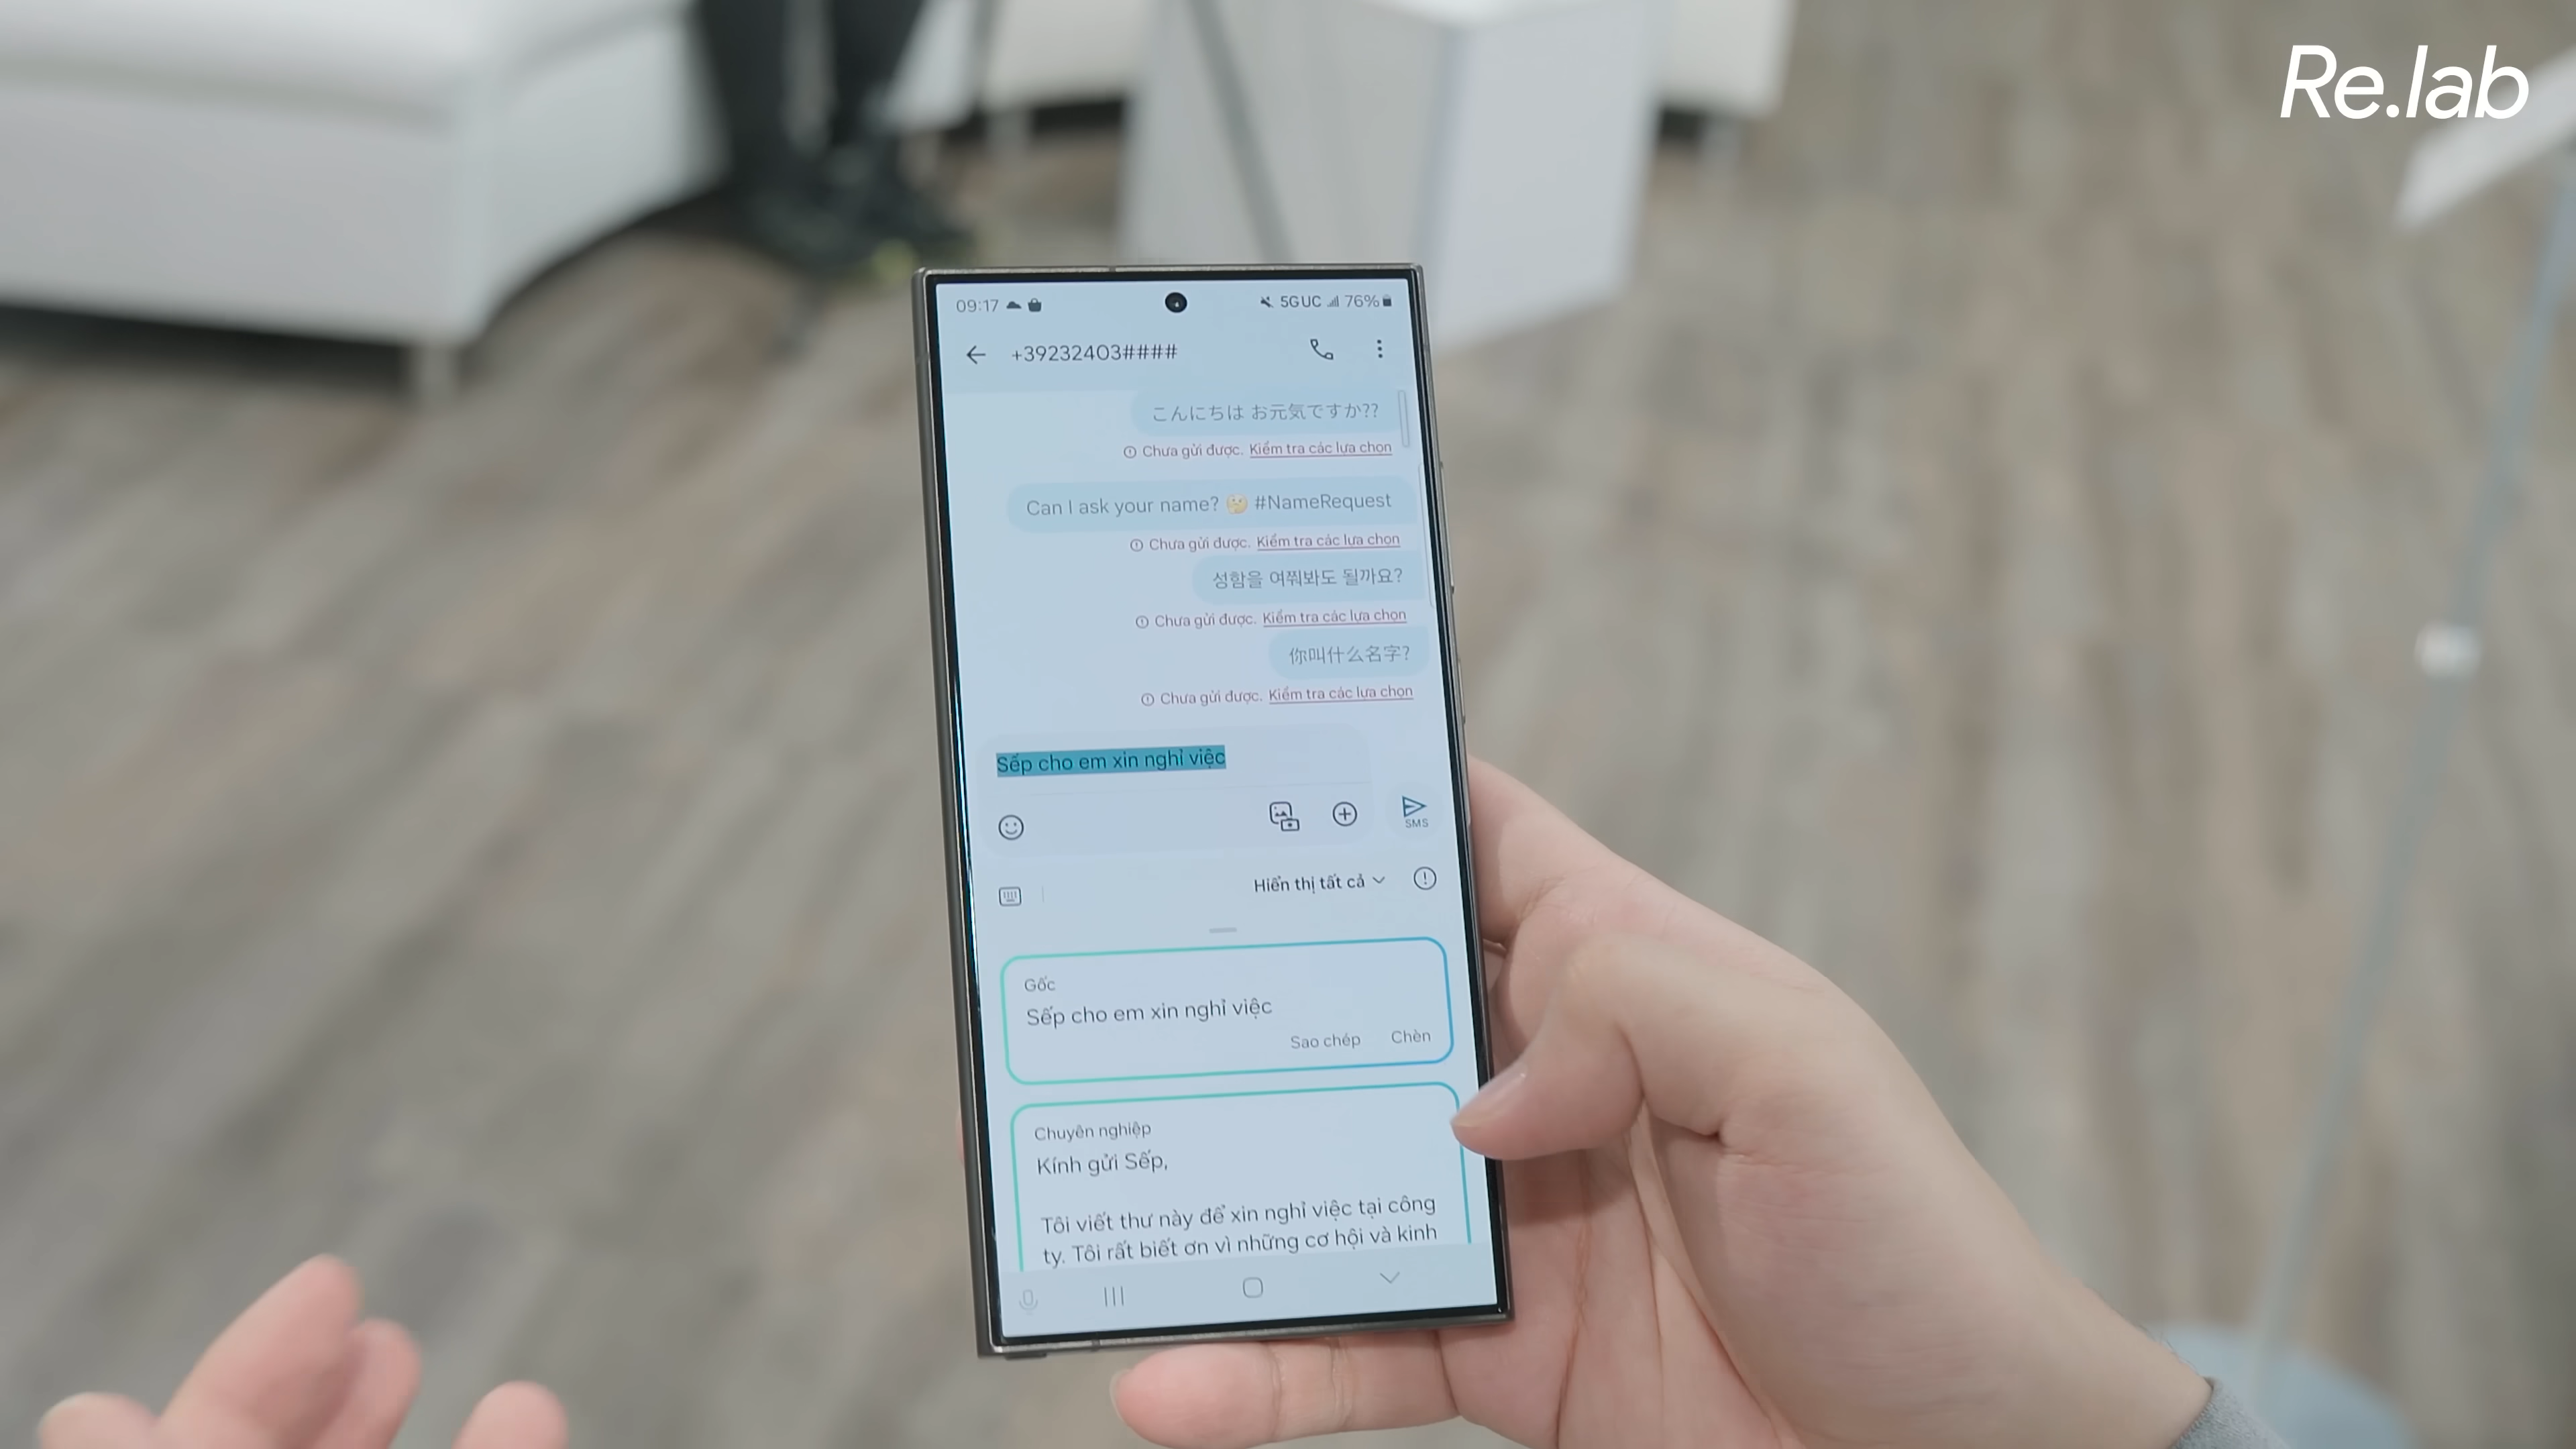 Re.lab
09:17
5G UC 76%
+39232403####
こんにちは お元気ですか??
Chưa gửi được. Kiểm tra các lựa chọn
Can I ask your name? 🤔 #NameRequest
Chưa gửi được. Kiểm tra các lựa chọn
성함을 여쭤봐도 될까요?
Chưa gửi được. Kiểm tra các lựa chọn
你叫什么名字?
Chưa gửi được. Kiểm tra các lựa chọn
Sếp cho em xin nghỉ việc
SMS
Hiển thị tất cả
Gốc
Sếp cho em xin nghỉ việc
Sao chép Chèn
Chuyên nghiệp
Kính gửi Sếp,
Tôi viết thư này để xin nghỉ việc tại công
ty. Tôi rất biết ơn vì những cơ hội và kinh